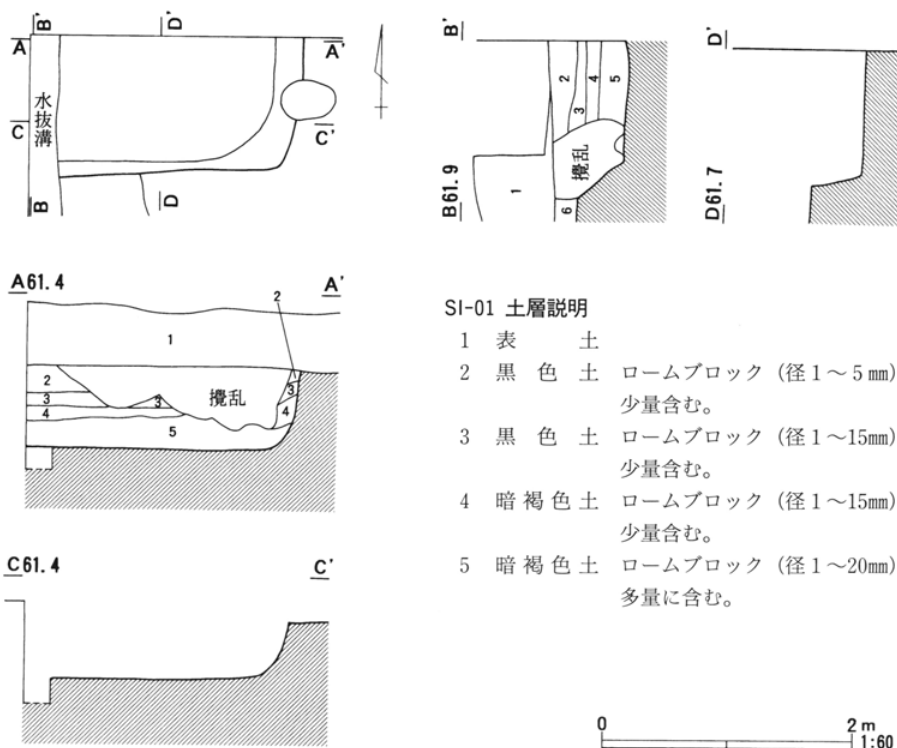 B' D'
A A'
水抜溝
C C'
B D
B'
2 3 4 5
攪乱
1
6
B61.9
D'
D61.7
A61.4 A'
2
1
2 攪乱 3
3 3
4 4
5
C61.4 C'
SI-01 土層説明
1 表土
2 黒色土 ロームブロック（径1～5㎜）
少量含む。
3 黒色土 ロームブロック（径1～15㎜）
少量含む。
4 暗褐色土 ロームブロック（径1～15㎜）
少量含む。
5 暗褐色土 ロームブロック（径1～20㎜）
多量に含む。
0 2m
1:60